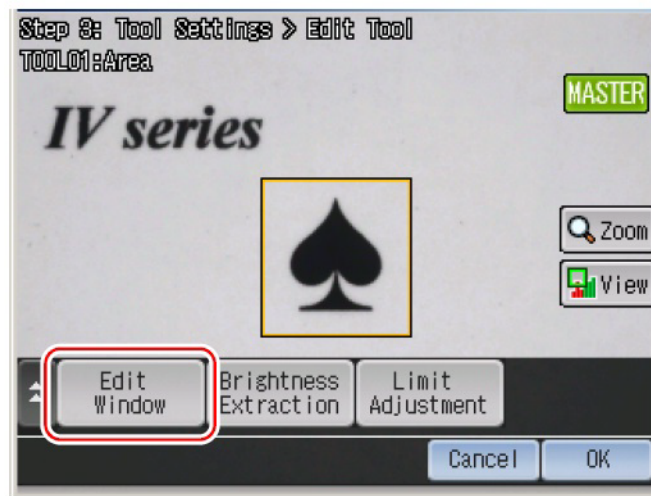 Step 3: Tool Settings > Edit Tool
TOOL01:Area
MASTER
IV series
Zoom
View
Edit
Window
Brightness
Extraction
Limit
Adjustment
Cancel
OK